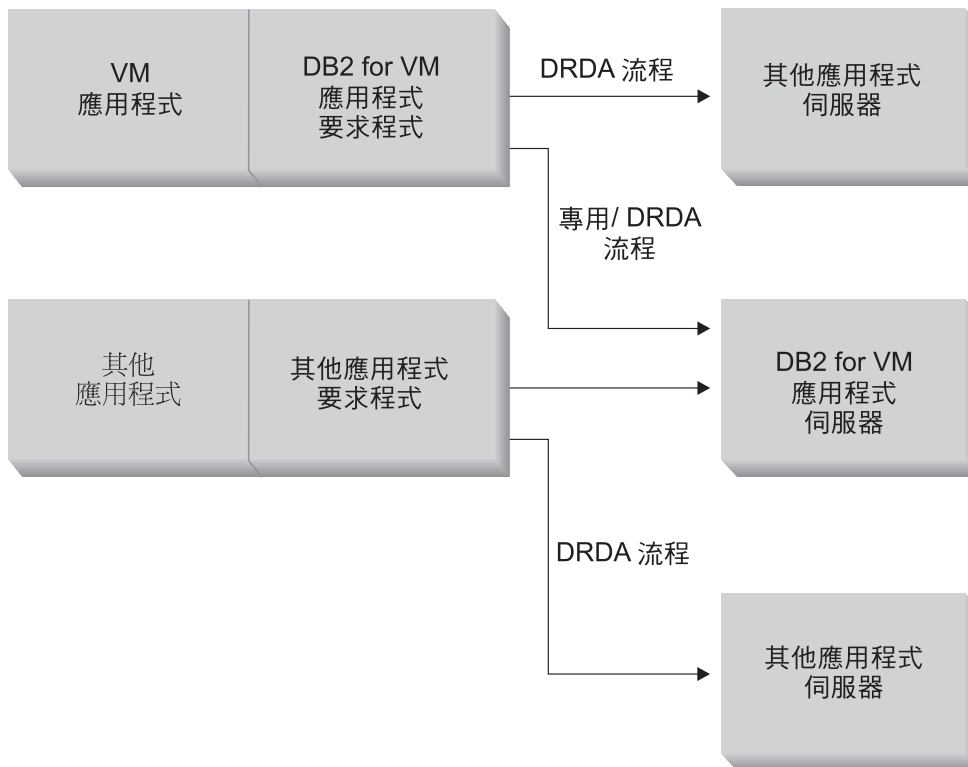 VM
應用程式
DB2 for VM
應用程式
要求程式
DRDA 流程
其他應用程式
伺服器
專用/ DRDA
流程
其他
應用程式
其他應用程式
要求程式
DB2 for VM
應用程式
伺服器
DRDA 流程
其他應用程式
伺服器